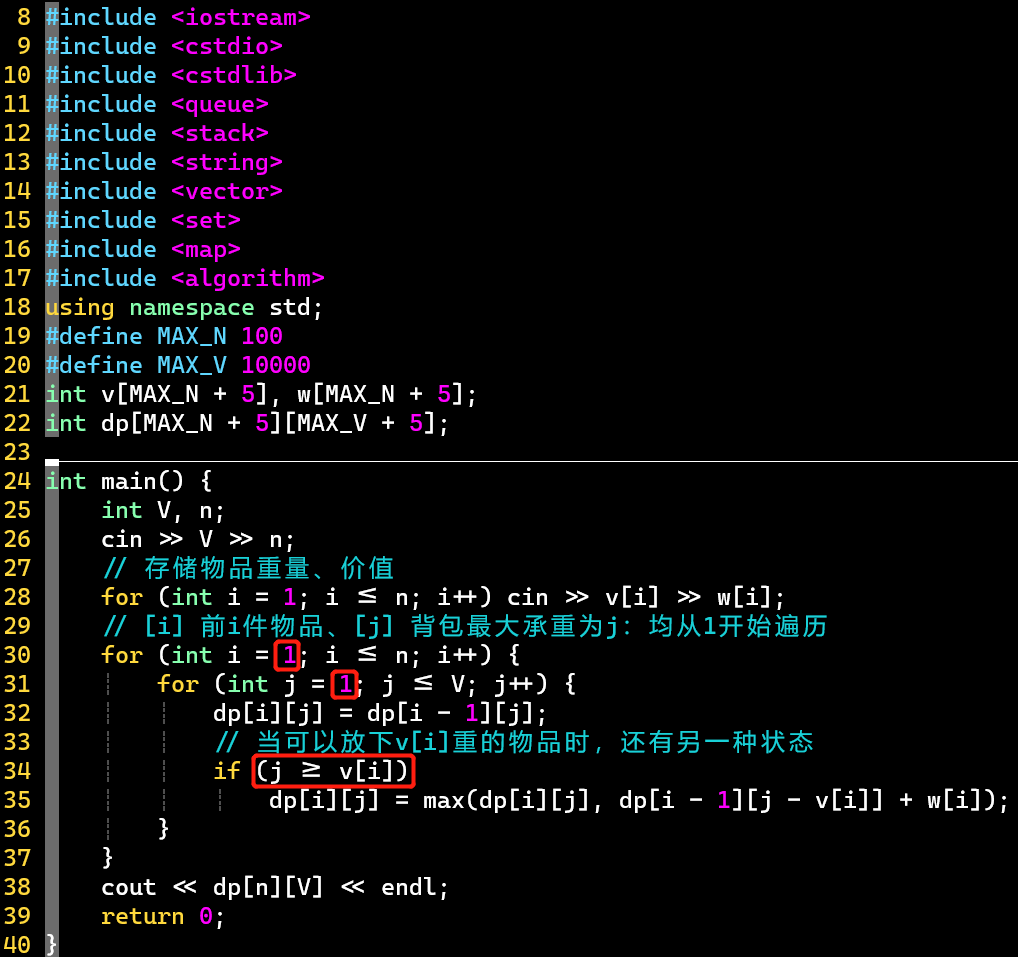 8 #include <iostream>
9 #include <cstdio>
10 #include <cstdlib>
11 #include <queue>
12 #include <stack>
13 #include <string>
14 #include <vector>
15 #include <set>
16 #include <map>
17 #include <algorithm>
18 using namespace std;
19 #define MAX_N 100
20 #define MAX_V 10000
21 int v[MAX_N + 5], w[MAX_N + 5];
22 int dp[MAX_N + 5][MAX_V + 5];
23
24 int main() {
25     int V, n;
26     cin >> V >> n;
27     // 存储物品重量、价值
28     for (int i = 1; i ≤ n; i++) cin >> v[i] >> w[i];
29     // [i] 前i件物品、[j] 背包最大承重为j：均从1开始遍历
30     for (int i = 1; i ≤ n; i++) {
31         for (int j = 1; j ≤ V; j++) {
32             dp[i][j] = dp[i - 1][j];
33             // 当可以放下v[i]重的物品时，还有另一种状态
34             if (j ≥ v[i])
35                 dp[i][j] = max(dp[i][j], dp[i - 1][j - v[i]] + w[i]);
36         }
37     }
38     cout << dp[n][V] << endl;
39     return 0;
40 }